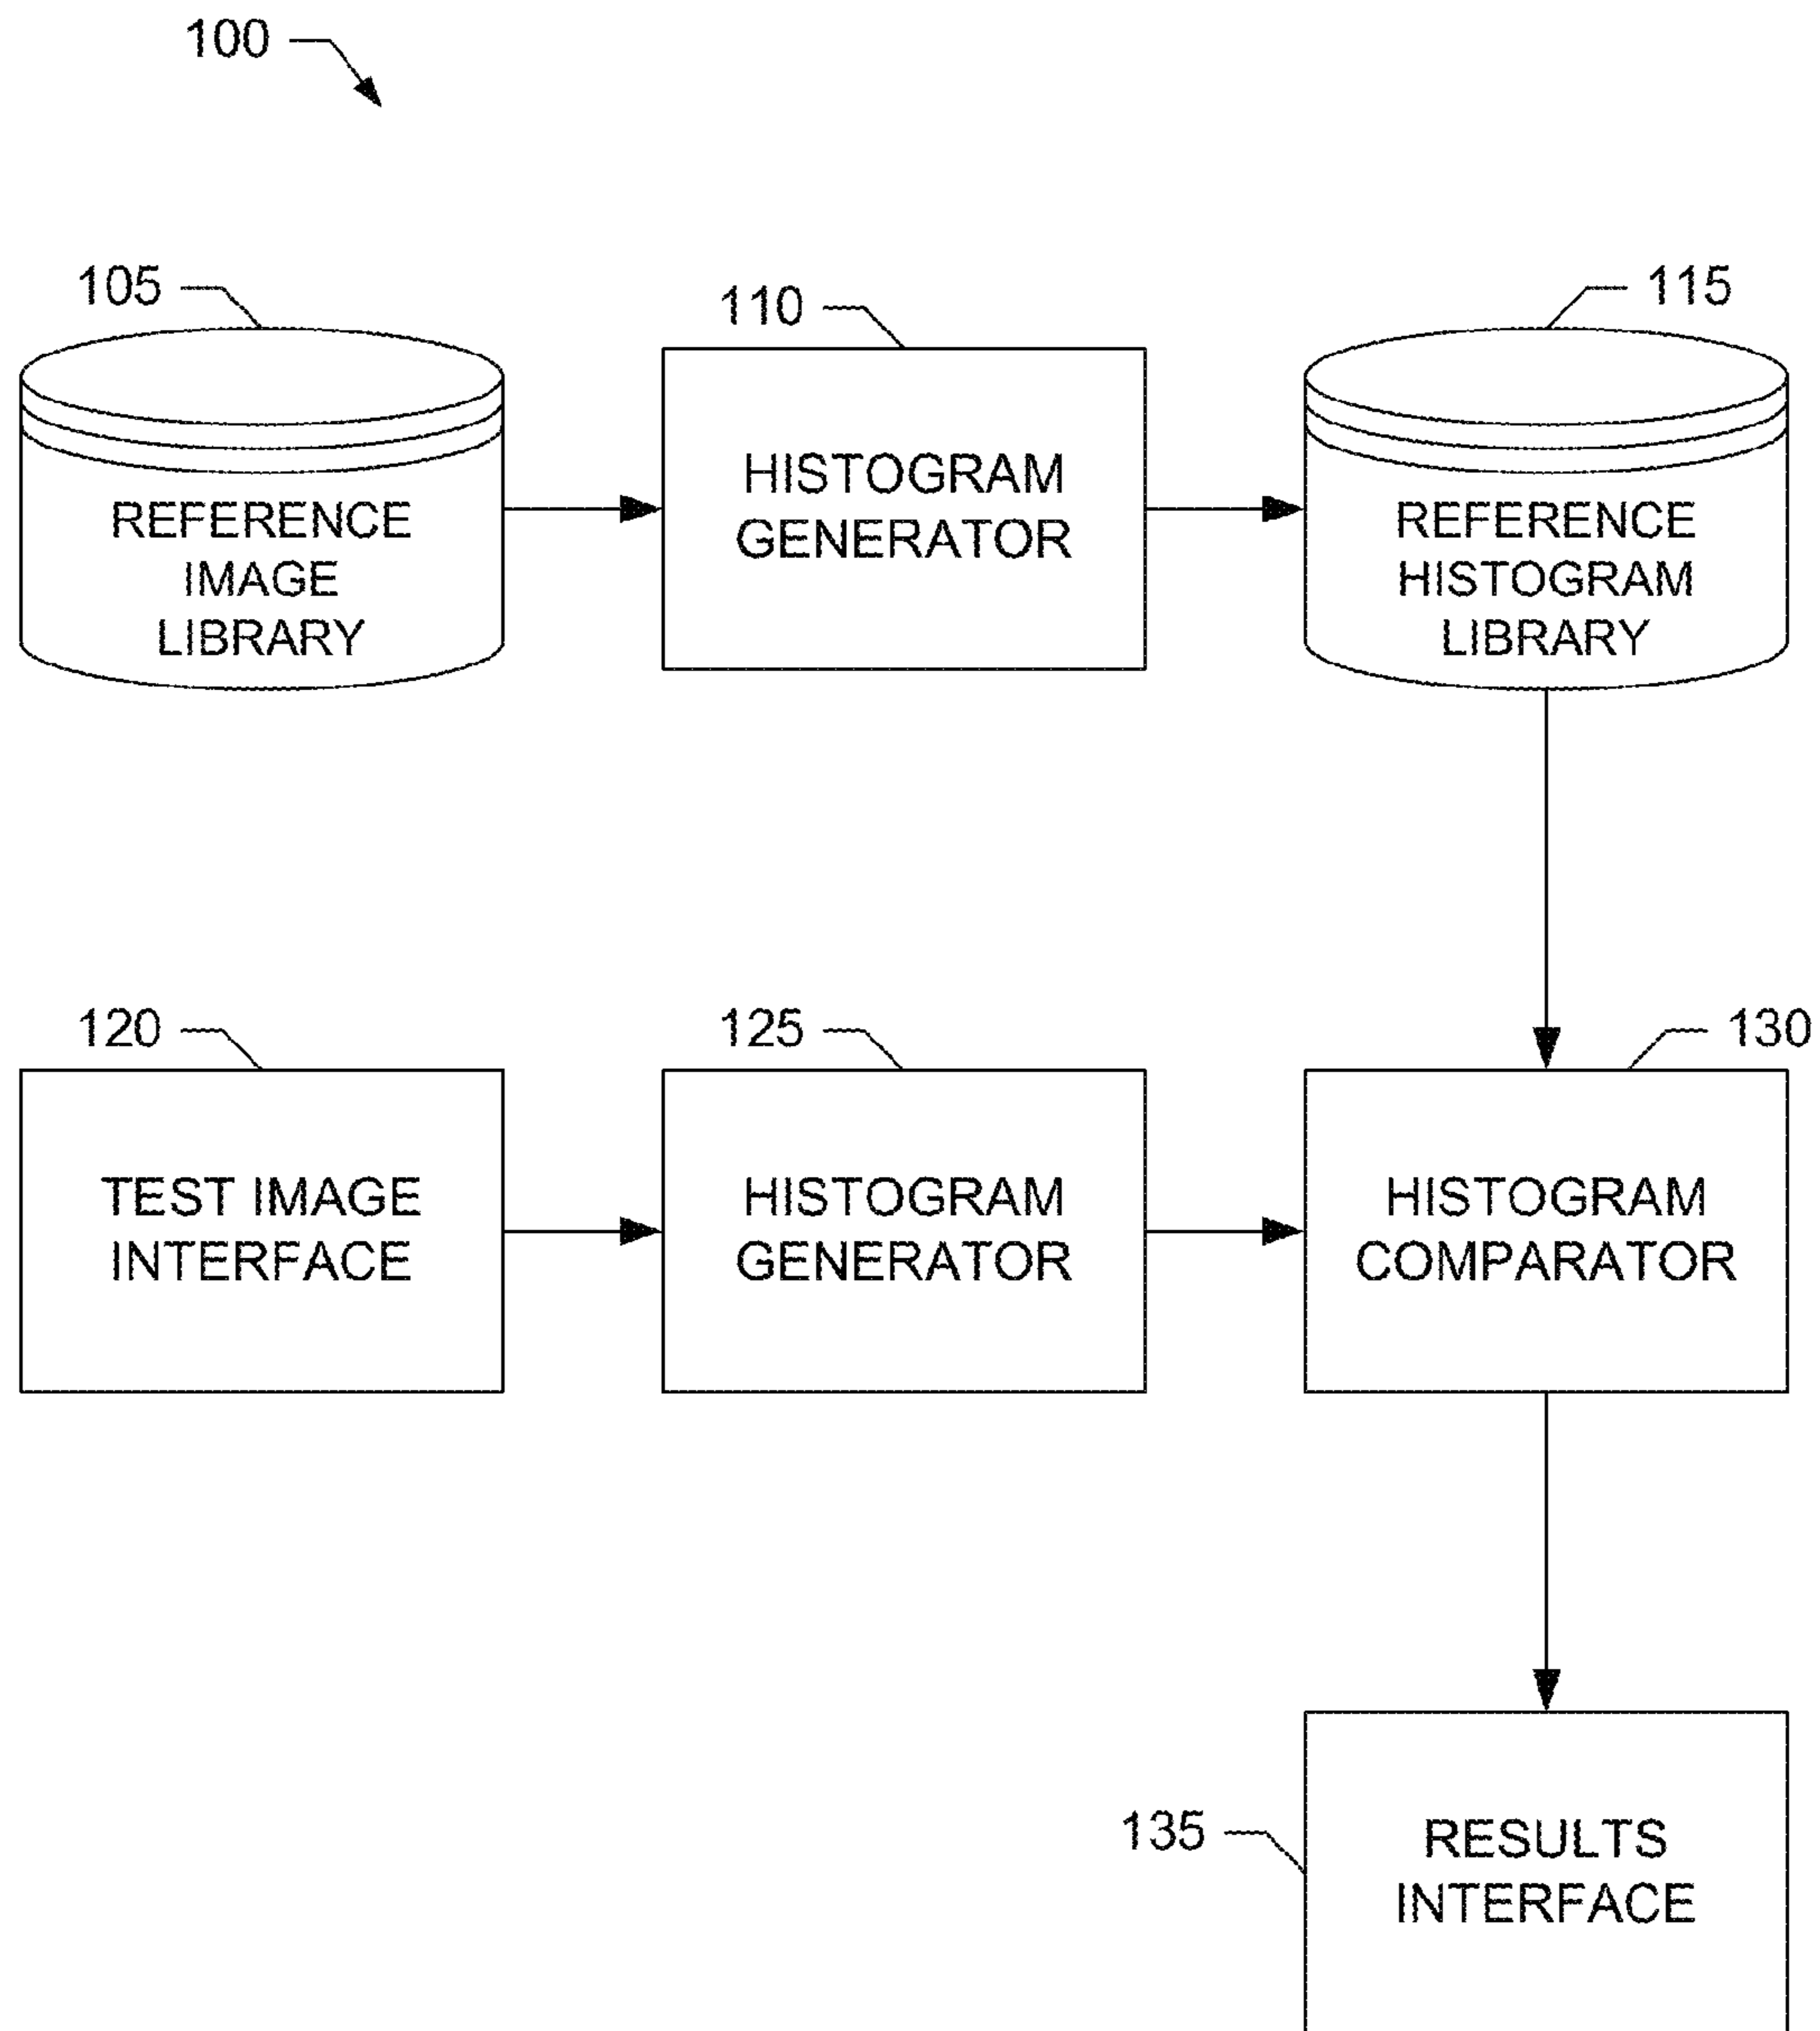 100
105
110
115
REFERENCE
IMAGE
LIBRARY
HISTOGRAM
GENERATOR
REFERENCE
HISTOGRAM
LIBRARY
120
125
130
TEST IMAGE
INTERFACE
HISTOGRAM
GENERATOR
HISTOGRAM
COMPARATOR
135
RESULTS
INTERFACE